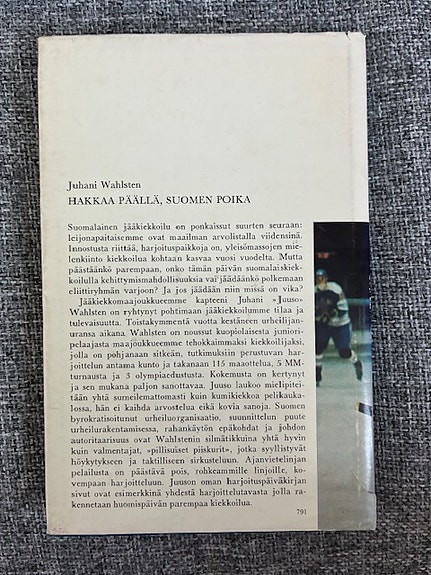 Juhani Wahlsten
HAKKAA PÄÄLLÄ, SUOMEN POIKA
Suomalainen jääkiekkoilu on ponkaissut suurten seuraan:
leijonapaitaisemme ovat maailman arvolistalla viidensinä.
Innostusta riittää, harjoituspaikkoja on, yleisömassojen mie-
lenkiinto kiekkoilua kohtaan kasvaa vuosi vuodelta. Mutta
päästäänkö parempaan, onko tämän päivän suomalaiskiek-
koilulla kehittymismahdollisuuksia vai jäädäänkö polkemaan
eliittiryhmän varjoon? Ja jos jäädään niin missä on vika?
Jääkiekkomaajoukkueemme kapteeni Juhani »Juuso»
Wahlsten on ryhtynyt pohtimaan jääkiekkoilumme tilaa ja
tulevaisuutta. Toistakymmentä vuotta kestäneen urheilijan-
uransa aikana Wahlsten on noussut kuopiolaisesta juniori-
pelaajasta maajoukkueemme tehokkaimmaksi kiekkoilijaksi,
jolla on pohjanaan sitkeän, tutkimuksiin perustuvan har-
joittelun antama kunto ja takanaan 115 maaottelua, 5 MM-
turnausta ja 3 olympiaedustusta. Kokemusta on kertynyt
ja sen mukana paljon sanottavaa. Juuso laukoo mielipitei-
tään yhtä sumeilemattomasti kuin kumikiekkoa pelikauka-
lossa, hän ei kaihda arvostelua eikä kovia sanoja. Suomen
byrokratisoitunut urheiluorganisaatio, suunnittelun puute
urheilurakentamisessa, rahankäytön epäkohdat ja johdon
autoritaarisuus ovat Wahlstenin silmätikkuina yhtä hyvin
kuin valmentajat, »pillisuiset piiskurit», jotka syyllistyvät
höykytykseen ja taktilliseen sirkusteluun. Ajanvietelinjan
pelailusta on päästävä pois, rohkeammille linjoille, ko-
vempaan harjoitteluun. Juuson oman harjoituspäiväkirjan
sivut ovat esimerkkinä yhdestä harjoittelutavasta jolla ra-
kennetaan huomispäivän parempaa kiekkoilua.
791